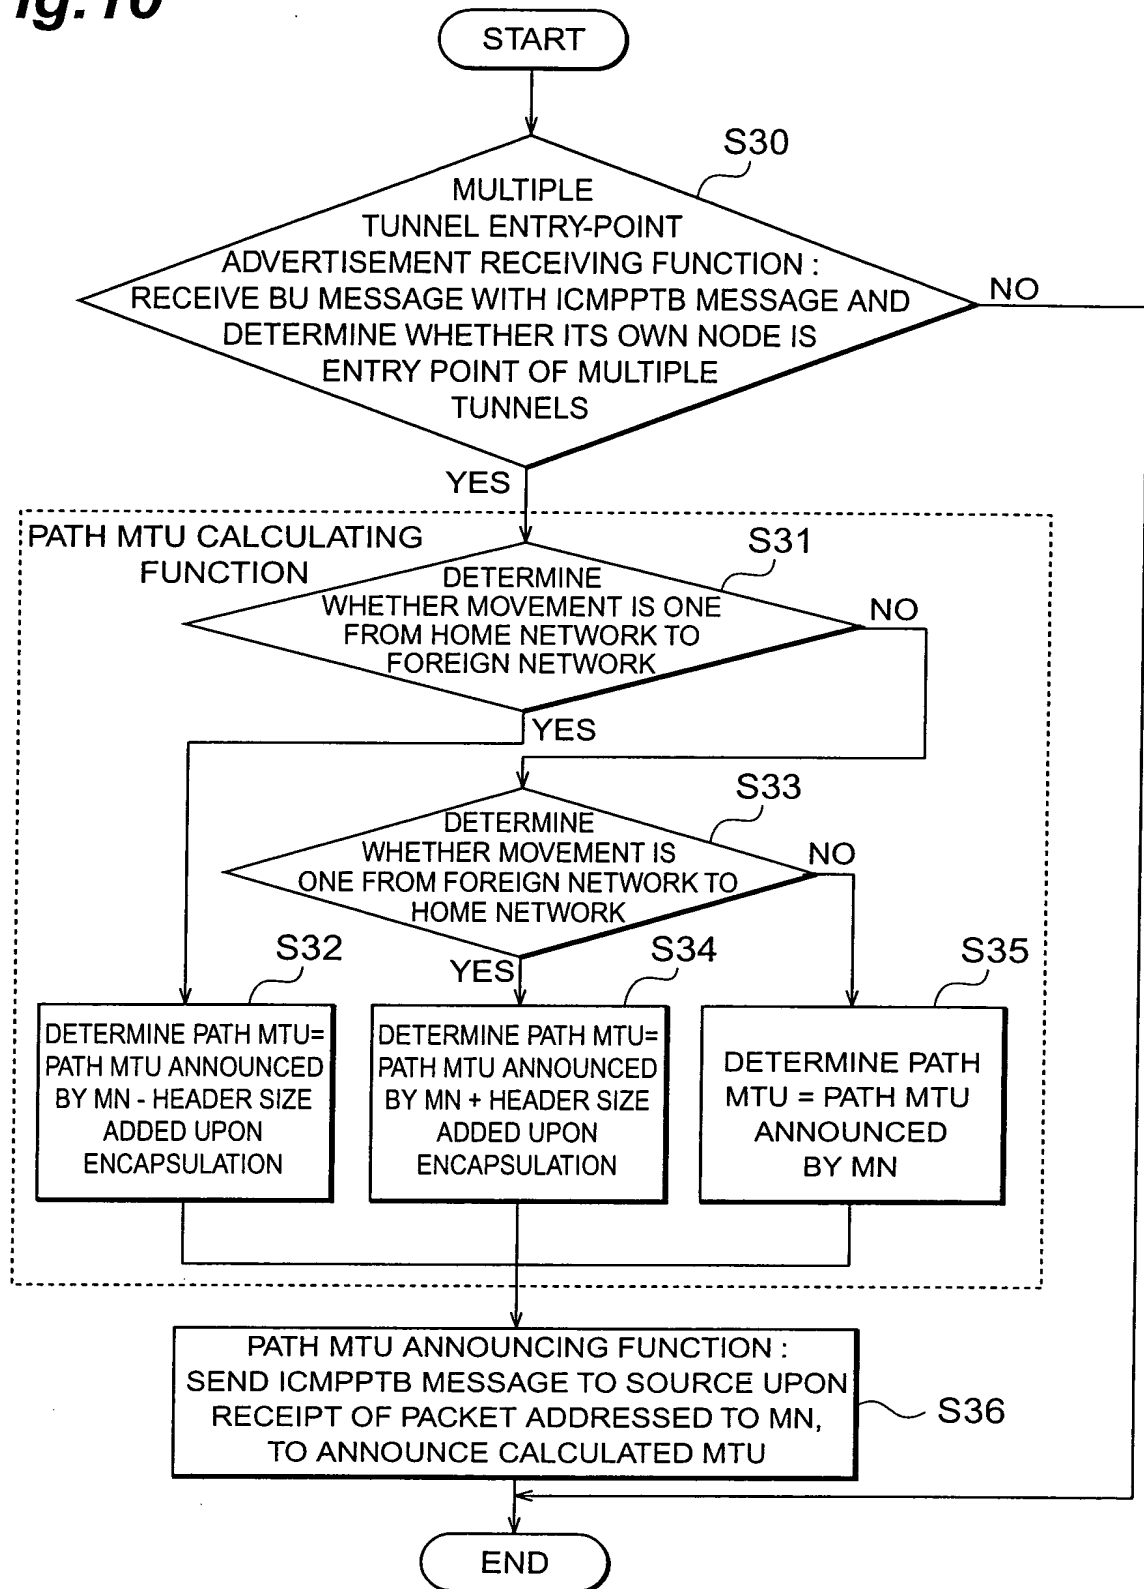 ig. 10
START
S30
MULTIPLE
TUNNEL ENTRY-POINT
ADVERTISEMENT RECEIVING FUNCTION :
RECEIVE BU MESSAGE WITH ICMPPTB MESSAGE AND
DETERMINE WHETHER ITS OWN NODE IS
ENTRY POINT OF MULTIPLE
TUNNELS
NO
YES
PATH MTU CALCULATING
FUNCTION
S31
DETERMINE
WHETHER MOVEMENT IS ONE
FROM HOME NETWORK TO
FOREIGN NETWORK
NO
YES
S33
DETERMINE
WHETHER MOVEMENT IS
ONE FROM FOREIGN NETWORK TO
HOME NETWORK
NO
YES
S32
DETERMINE PATH MTU=
PATH MTU ANNOUNCED
BY MN - HEADER SIZE
ADDED UPON
ENCAPSULATION
S34
DETERMINE PATH MTU=
PATH MTU ANNOUNCED
BY MN + HEADER SIZE
ADDED UPON
ENCAPSULATION
S35
DETERMINE PATH
MTU = PATH MTU
ANNOUNCED
BY MN
PATH MTU ANNOUNCING FUNCTION :
SEND ICMPPTB MESSAGE TO SOURCE UPON
RECEIPT OF PACKET ADDRESSED TO MN,
TO ANNOUNCE CALCULATED MTU
S36
END